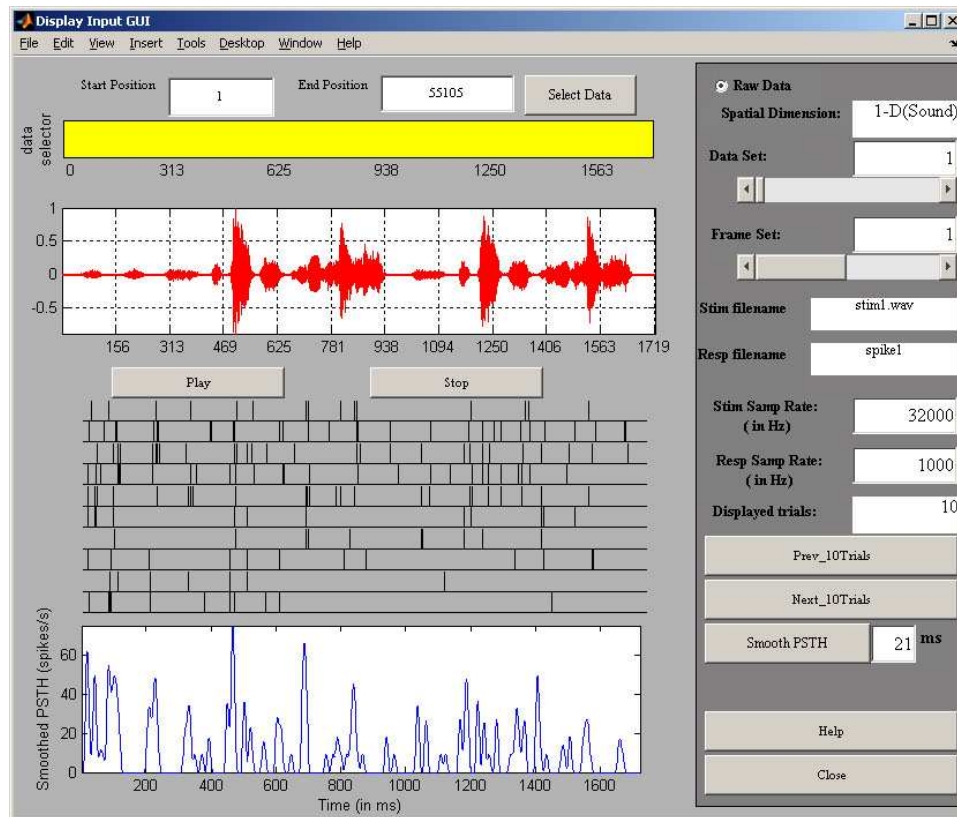 Display Input GUI
File Edit View Insert Tools Desktop Window Help
Start Position 1 End Position 55105 Select Data
data selector
0 313 625 938 1250 1563
1
0.5
0
-0.5
156 313 469 625 781 938 1094 1250 1406 1563 1719
Play Stop
Smoothed PSTH (spikes/s)
60
40
20
0
200 400 600 800 1000 1200 1400 1600
Time (in ms)
Raw Data
Spatial Dimension: 1-D(Sound)
Data Set: 1
Frame Set: 1
Stim filename stim1.wav
Resp filename spike1
Stim Samp Rate: 32000
( in Hz)
Resp Samp Rate: 1000
( in Hz)
Displayed trials: 10
Prev_10Trials
Next_10Trials
Smooth PSTH 21 ms
Help
Close